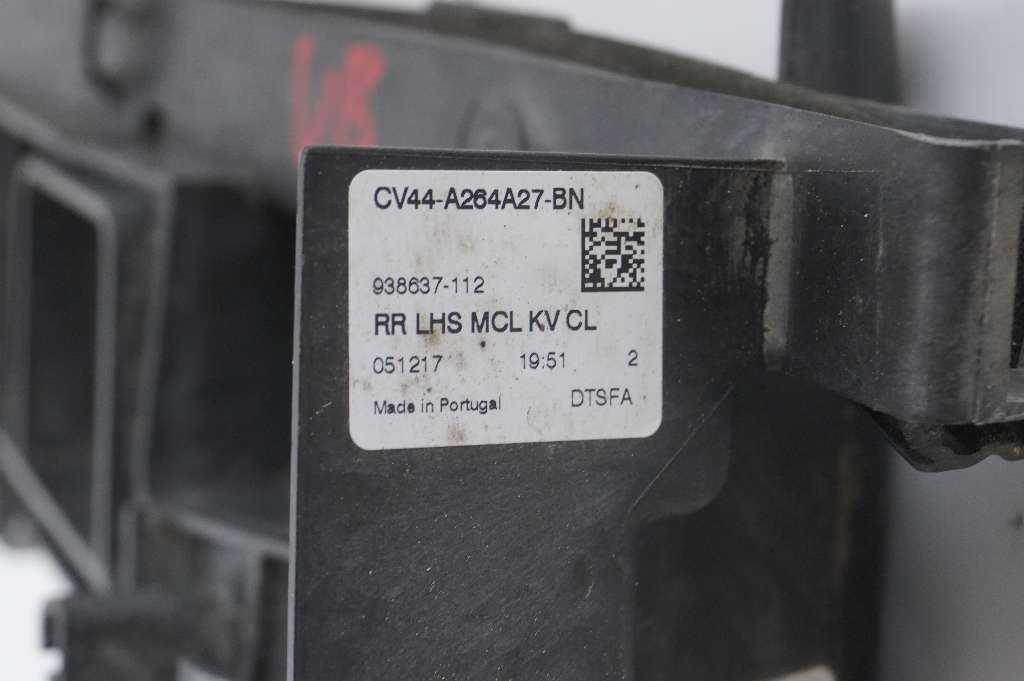 CV44-A264A27-BN
938637-112
RR LHS MCL KV CL
051217 19:51 2
Made in Portugal DTSFA